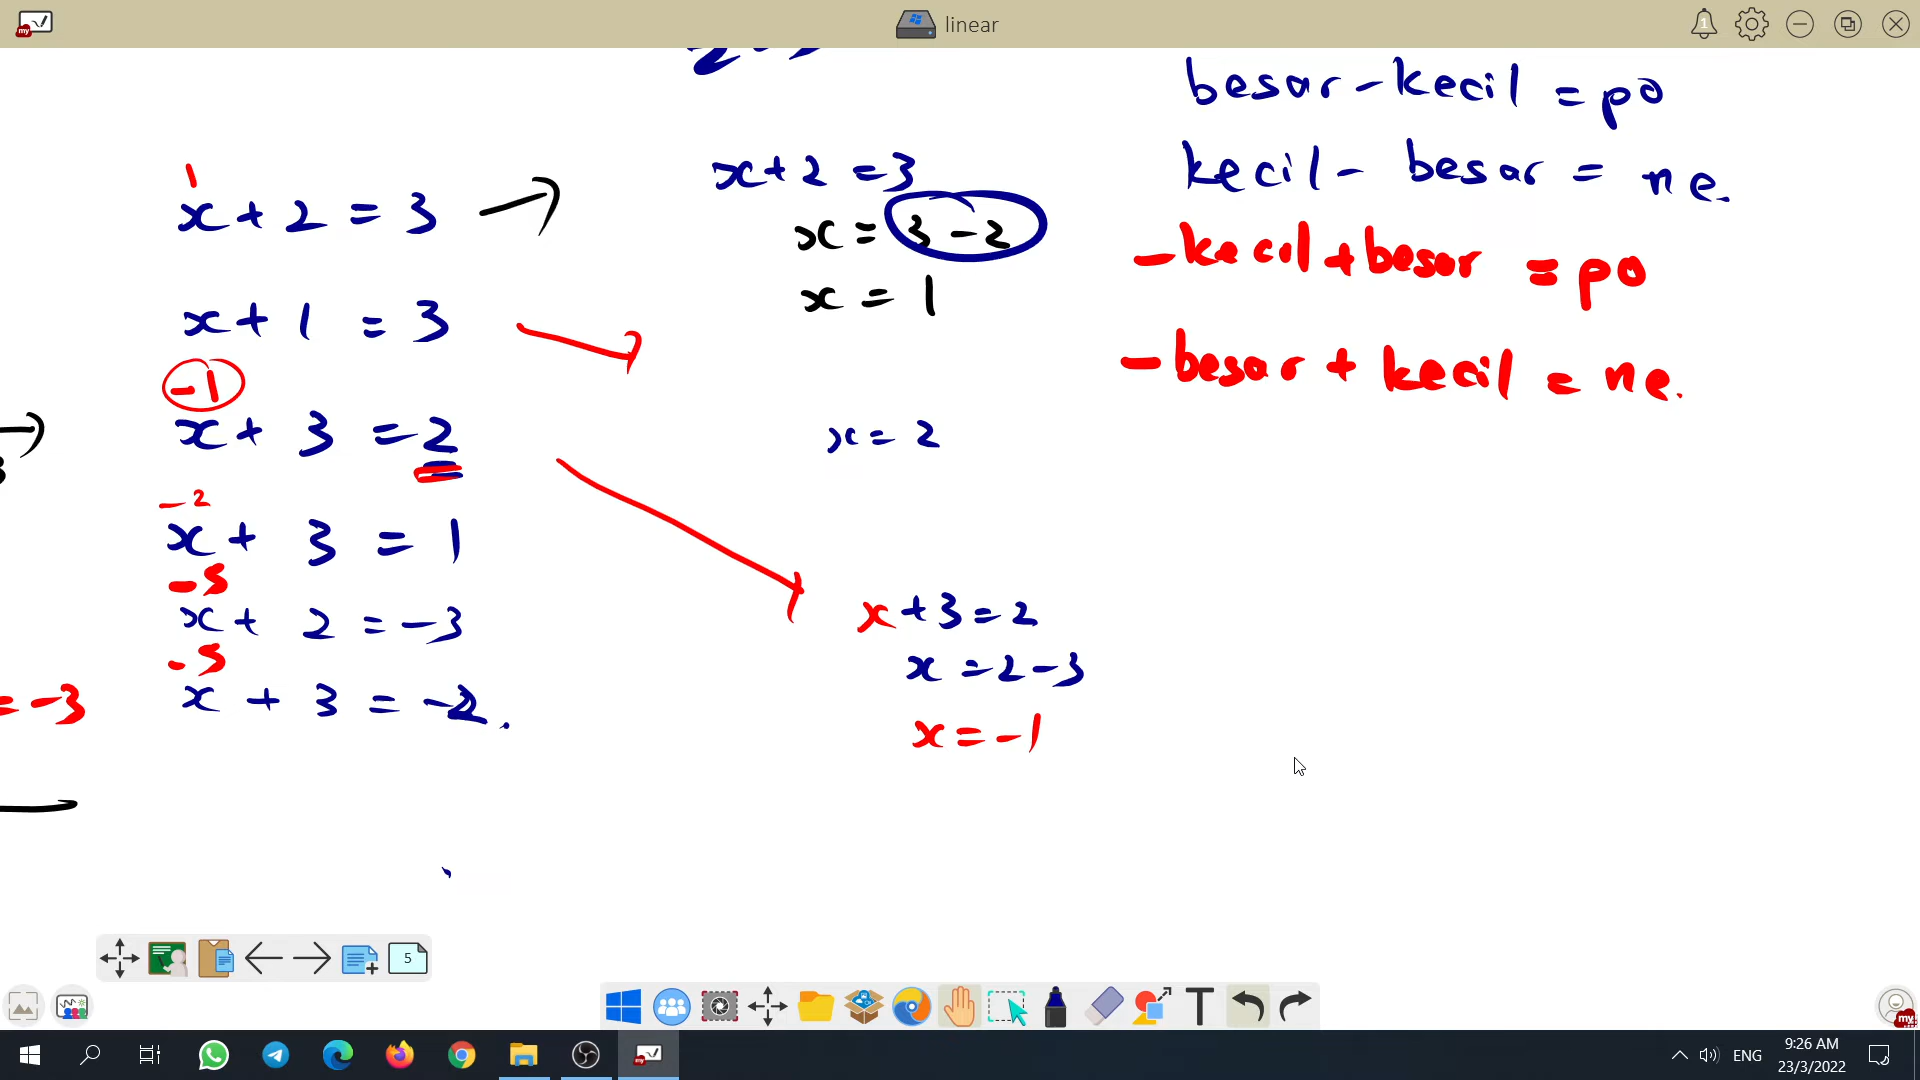 linear
1
x + 2 = 3
x + 1 = 3
-1
x + 3 = 2
-2
x + 3 = 1
-5
x + 2 = -3
-5
x + 3 = -2.
= -3
x + 2 = 3
x = 3 - 2
x = 1
x = 2
x + 3 = 2
x = 2 - 3
x = -1
besar - kecil = po
kecil - besar = ne.
- kecil + besar = po
- besar + kecil = ne.
5
T
ENG
9:26 AM
23/3/2022